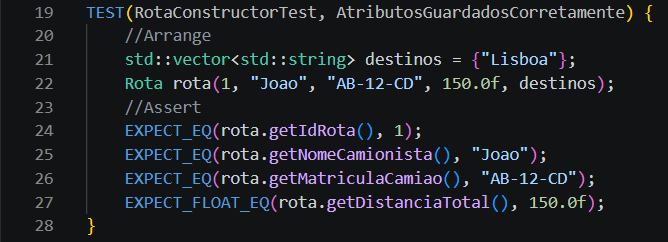 19 TEST(RotaConstructorTest, AtributosGuardadosCorretamente) {
20 //Arrange
21 std::vector<std::string> destinos = {"Lisboa"};
22 Rota rota(1, "Joao", "AB-12-CD", 150.0f, destinos);
23 //Assert
24 EXPECT_EQ(rota.getIdRota(), 1);
25 EXPECT_EQ(rota.getNomeCamionista(), "Joao");
26 EXPECT_EQ(rota.getMatriculaCamiao(), "AB-12-CD");
27 EXPECT_FLOAT_EQ(rota.getDistanciaTotal(), 150.0f);
28 }